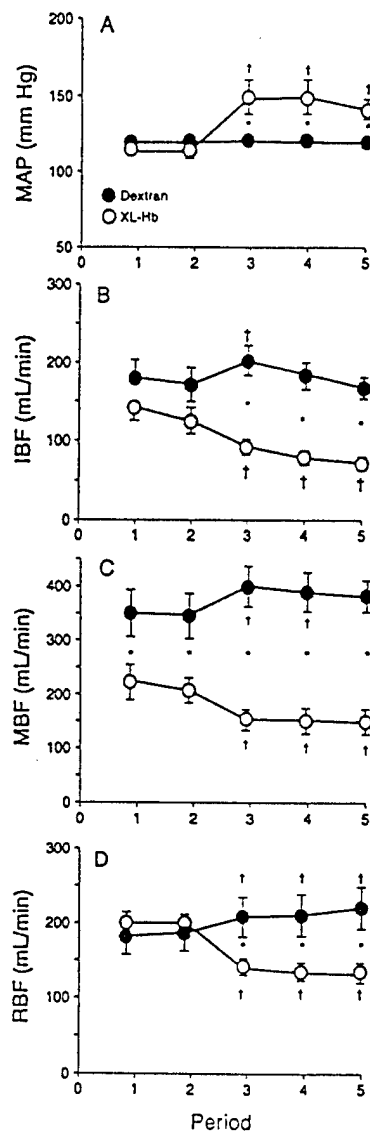 A
200
150
100
50
MAP (mm Hg)
Dextran
XL-Hb
† † †
* * *
0 1 2 3 4 5
B
300
200
100
0
IBF (mL/min)
†
* * *
† † †
0 1 2 3 4 5
C
400
300
150
0
MBF (mL/min)
† †
* * * * *
† † †
0 1 2 3 4 5
D
300
200
100
0
RBF (mL/min)
† † †
* * *
† † †
0 1 2 3 4 5
Period